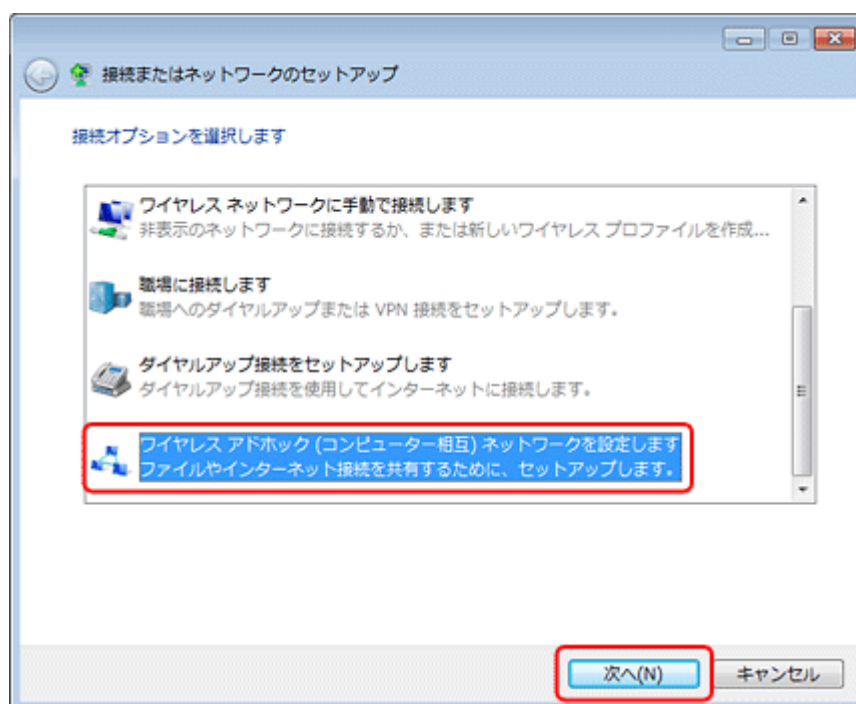 接続またはネットワークのセットアップ
接続オプションを選択します
ワイヤレス ネットワークに手動で接続します
非表示のネットワークに接続するか、または新しいワイヤレス プロファイルを作成...
職場に接続します
職場へのダイヤルアップまたは VPN 接続をセットアップします。
ダイヤルアップ接続をセットアップします
ダイヤルアップ接続を使用してインターネットに接続します。
ワイヤレス アドホック (コンピューター相互) ネットワークを設定します
ファイルやインターネット接続を共有するために、セットアップします。
次へ(N)
キャンセル